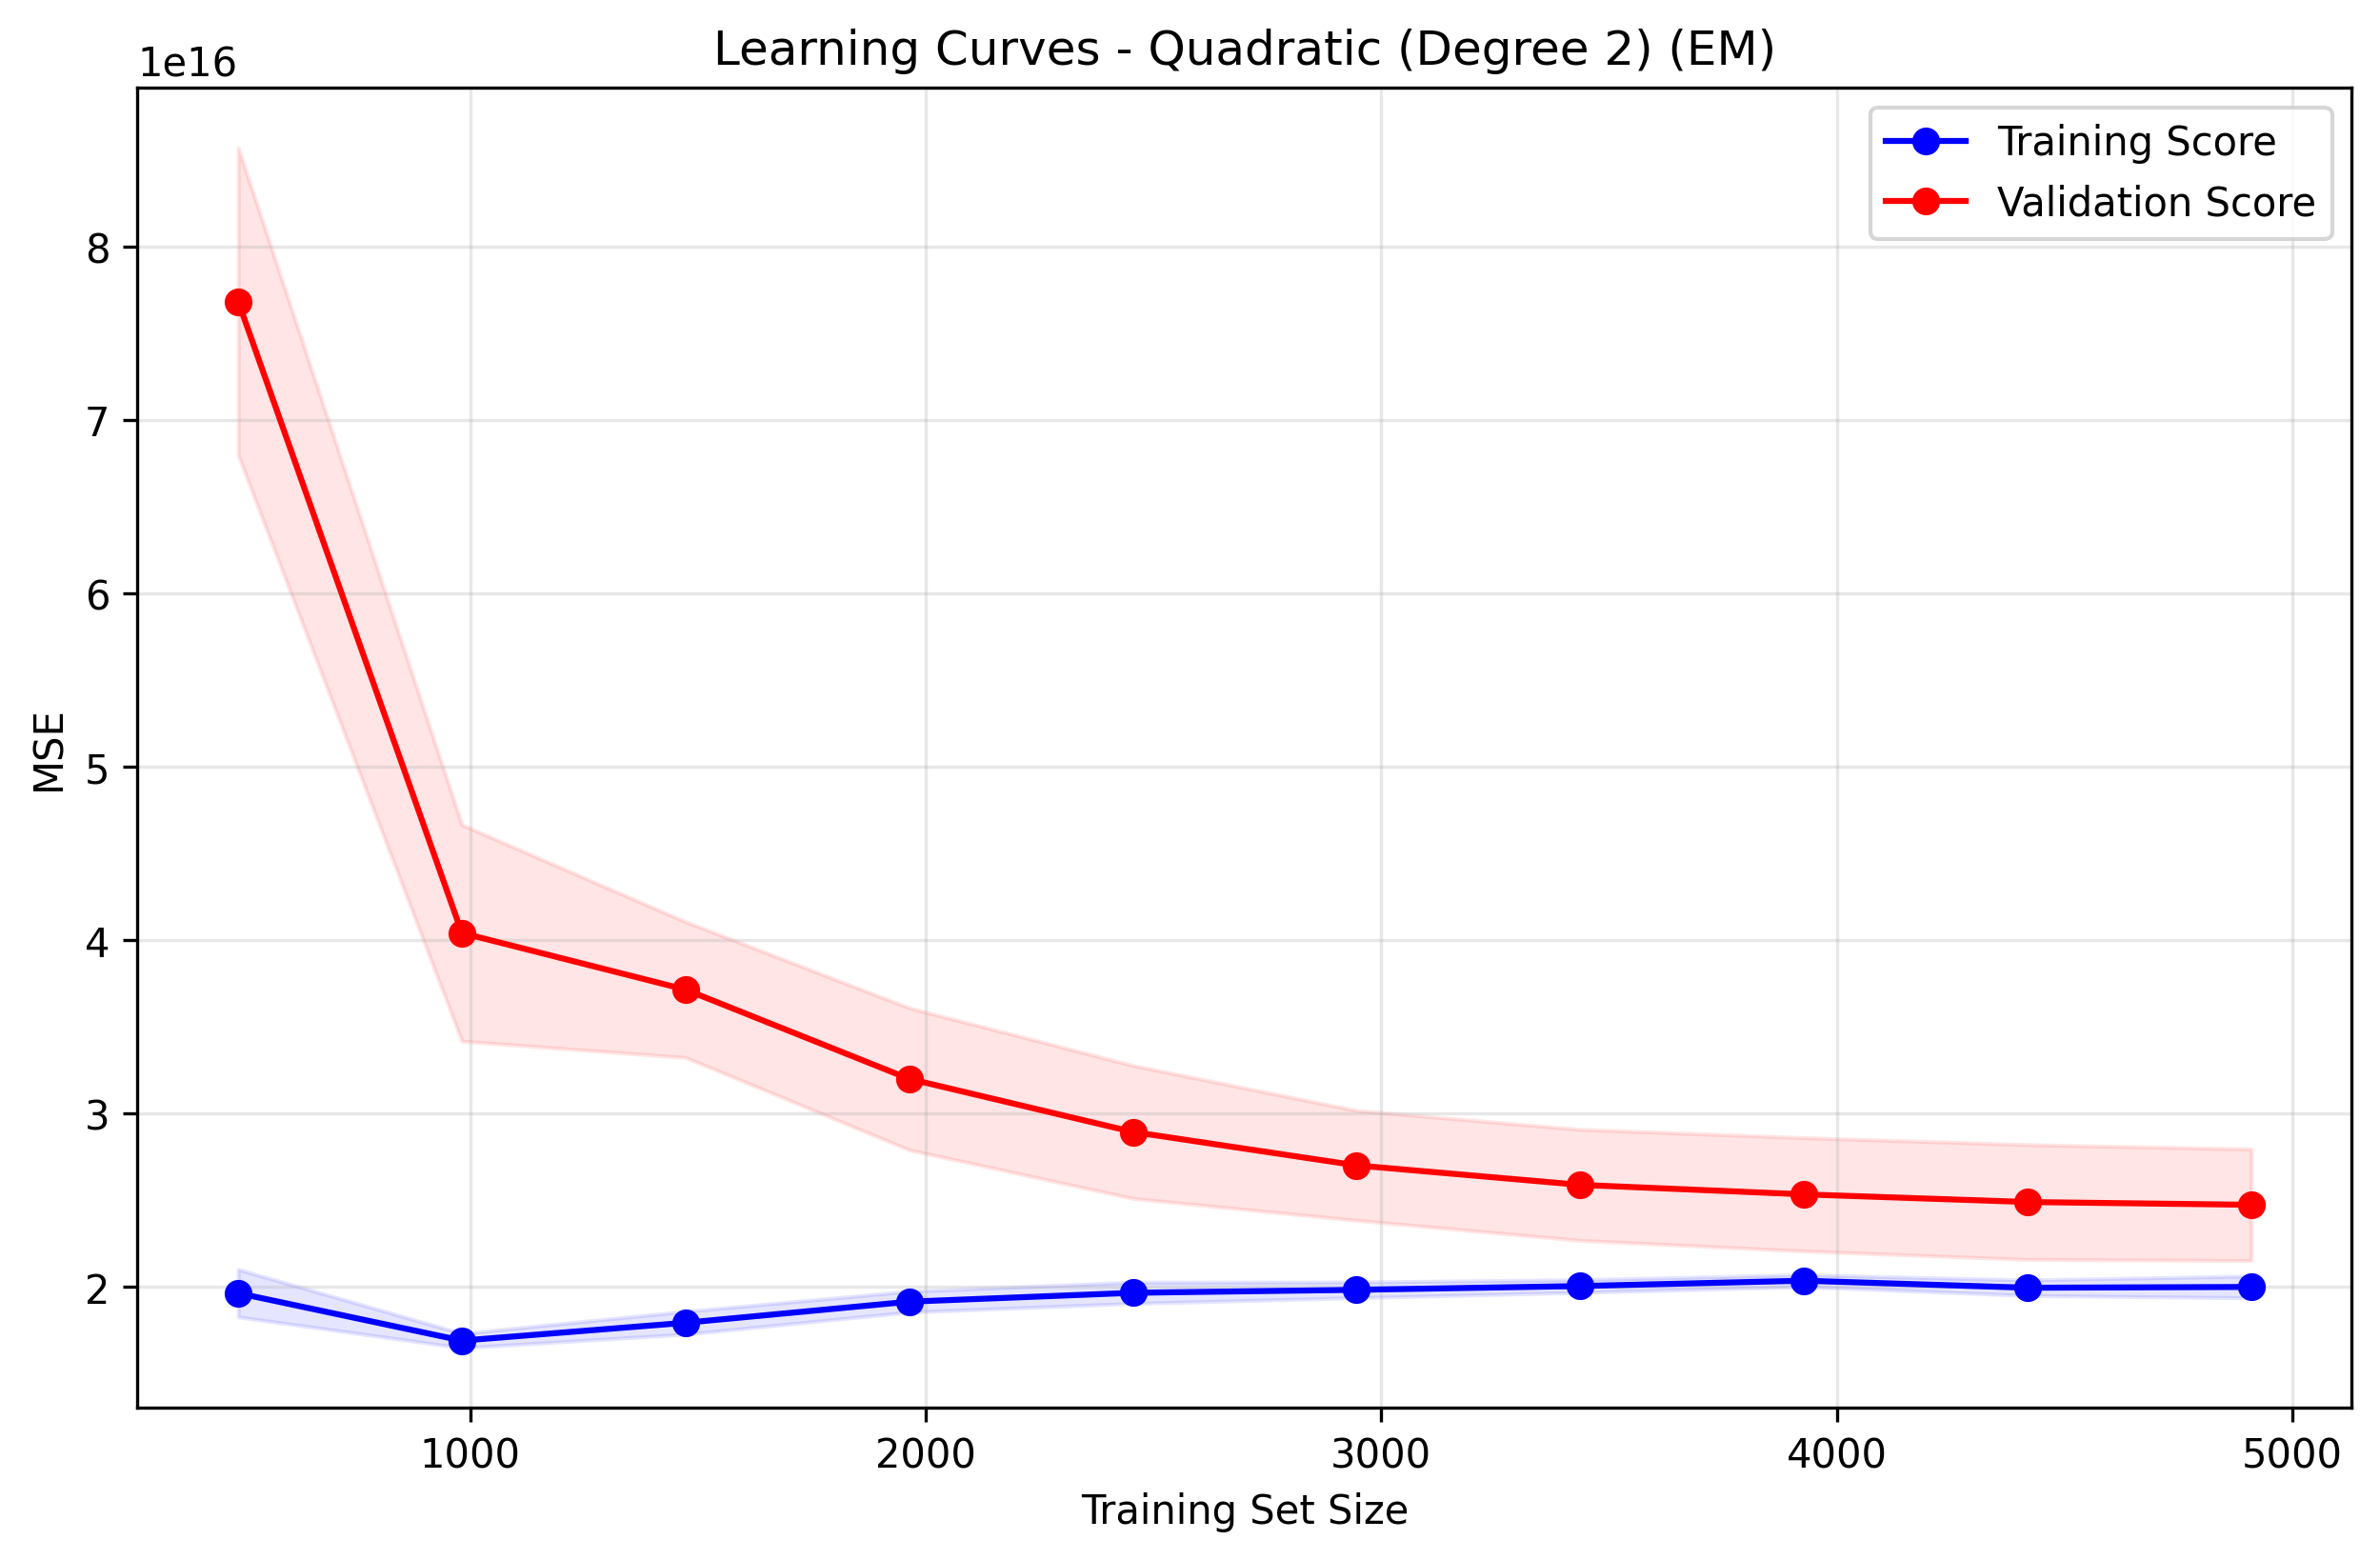 Learning Curves - Quadratic (Degree 2) (EM)
1e16
Training Score
Validation Score
8
7
6
5
4
3
2
MSE
1000 2000 3000 4000 5000
Training Set Size